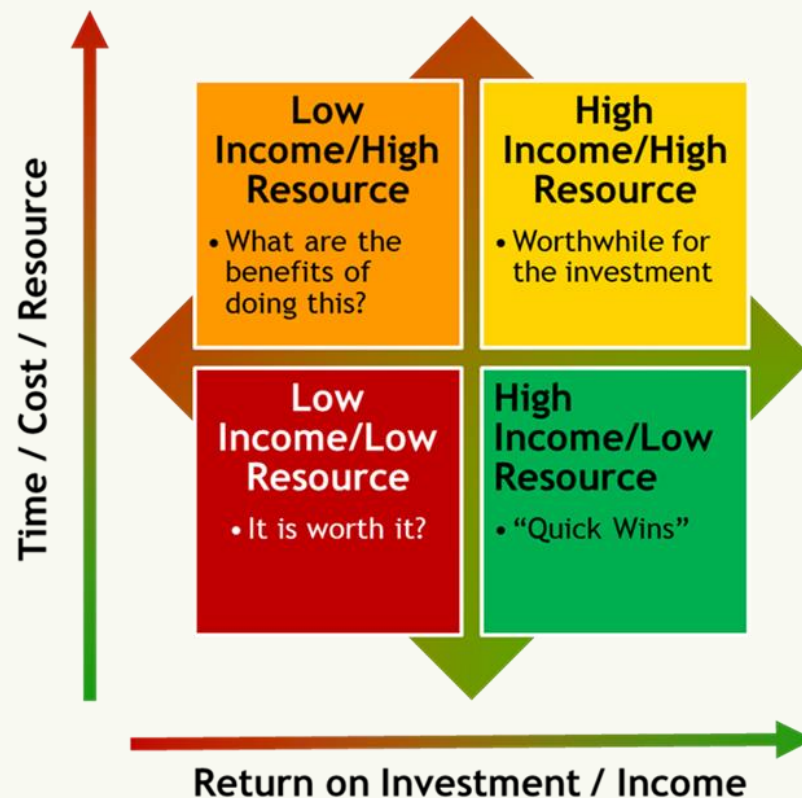 Time / Cost / Resource
Low
Income/High
Resource
• What are the
benefits of
doing this?
High
Income/High
Resource
• Worthwhile for
the investment
Low
Income/Low
Resource
• It is worth it?
High
Income/Low
Resource
• “Quick Wins”
Return on Investment / Income